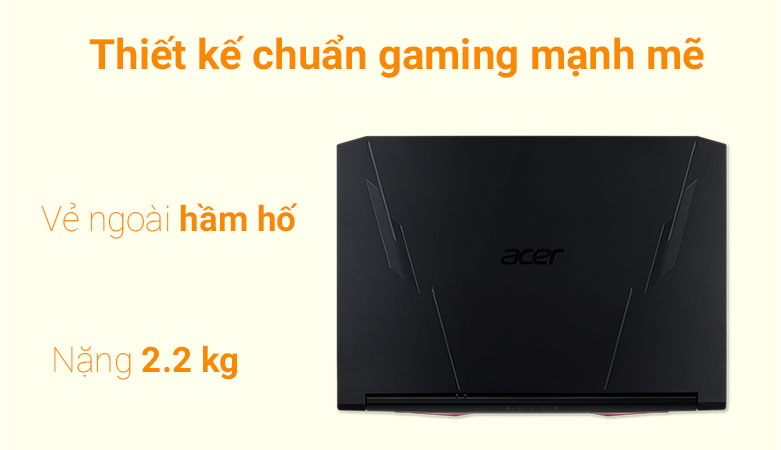 Thiết kế chuẩn gaming mạnh mẽ
Vẻ ngoài hầm hố
acer
Nặng 2.2 kg